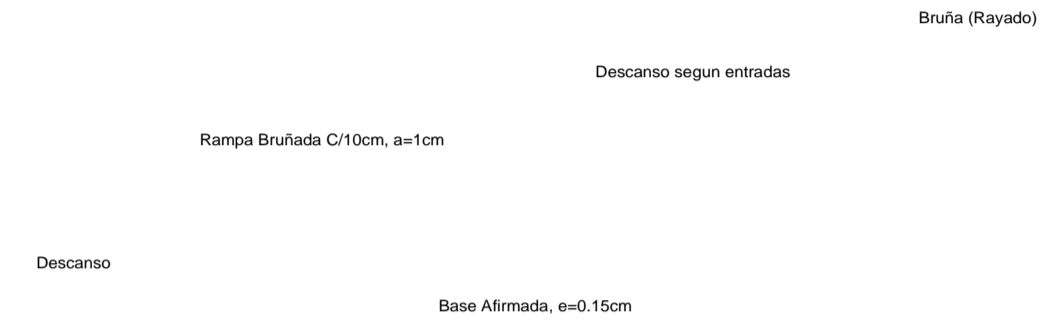 Bruña (Rayado)
Descanso segun entradas
Rampa Bruñada C/10cm, a=1cm
Descanso
Base Afirmada, e=0.15cm